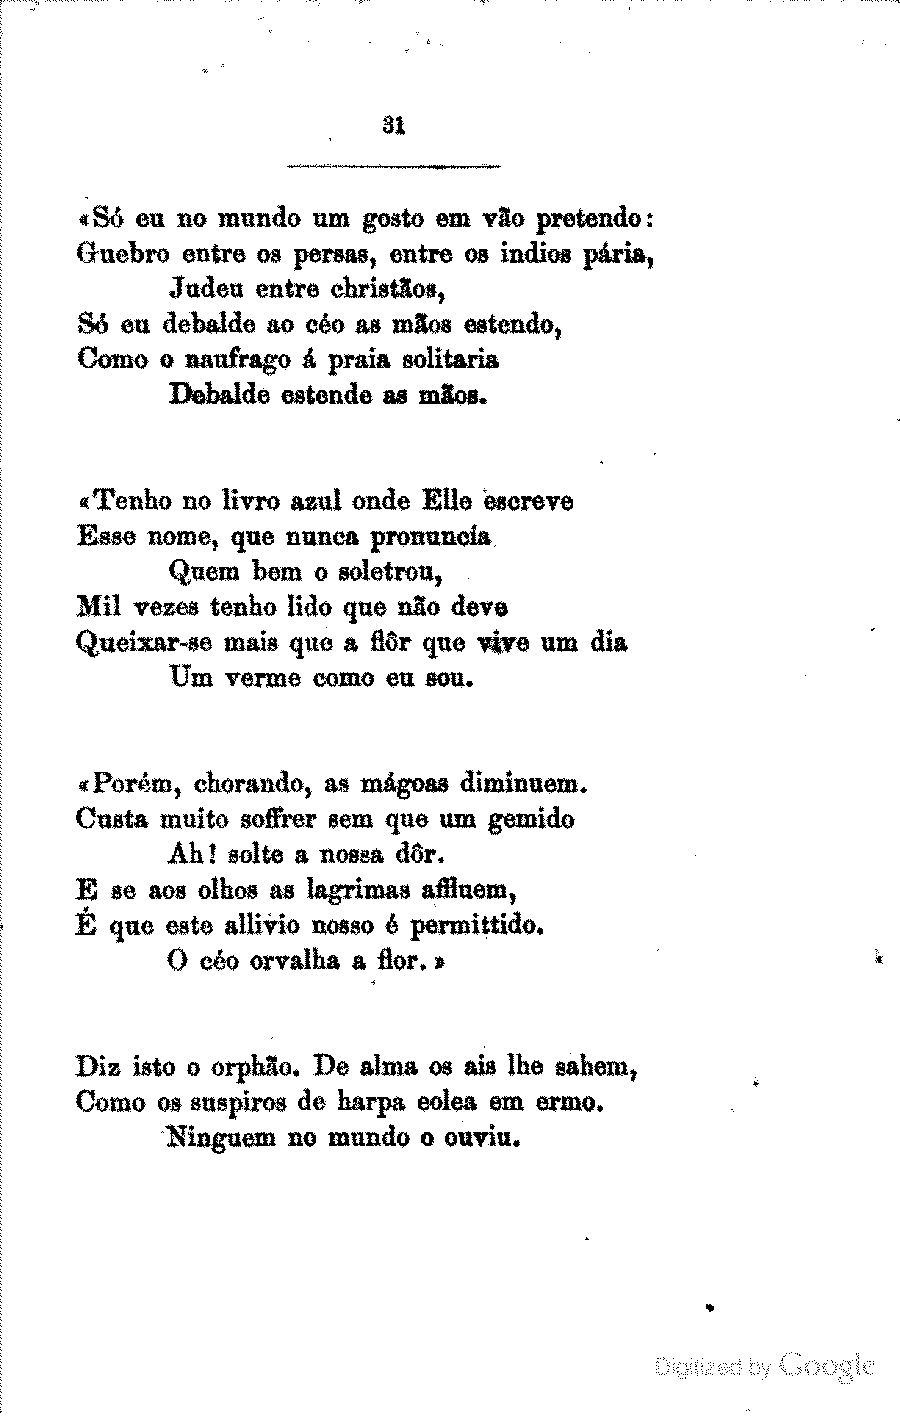 31
«Só eu no mundo um gosto em vão pretendo:
Guebro entre os persas, entre os indios pária,
Judeu entre christãos,
Só eu debalde ao céo as mãos estendo,
Como o naufrago á praia solitaria
Debalde estende as mãos.
«Tenho no livro azul onde Elle escreve
Esse nome, que nunca pronuncía
Quem bem o soletrou,
Mil vezes tenho lido que não deve
Queixar-se mais que a flôr que vive um dia
Um verme como eu sou.
«Porém, chorando, as mágoas diminuem.
Custa muito soffrer sem que um gemido
Ah! solte a nossa dôr.
E se aos olhos as lagrimas affluem,
É que este allivio nosso é permittido.
O céo orvalha a flor.»
Diz isto o orphão. De alma os ais lhe sahem,
Como os suspiros de harpa eolea em ermo.
Ninguem no mundo o ouviu.
Digitized by Google